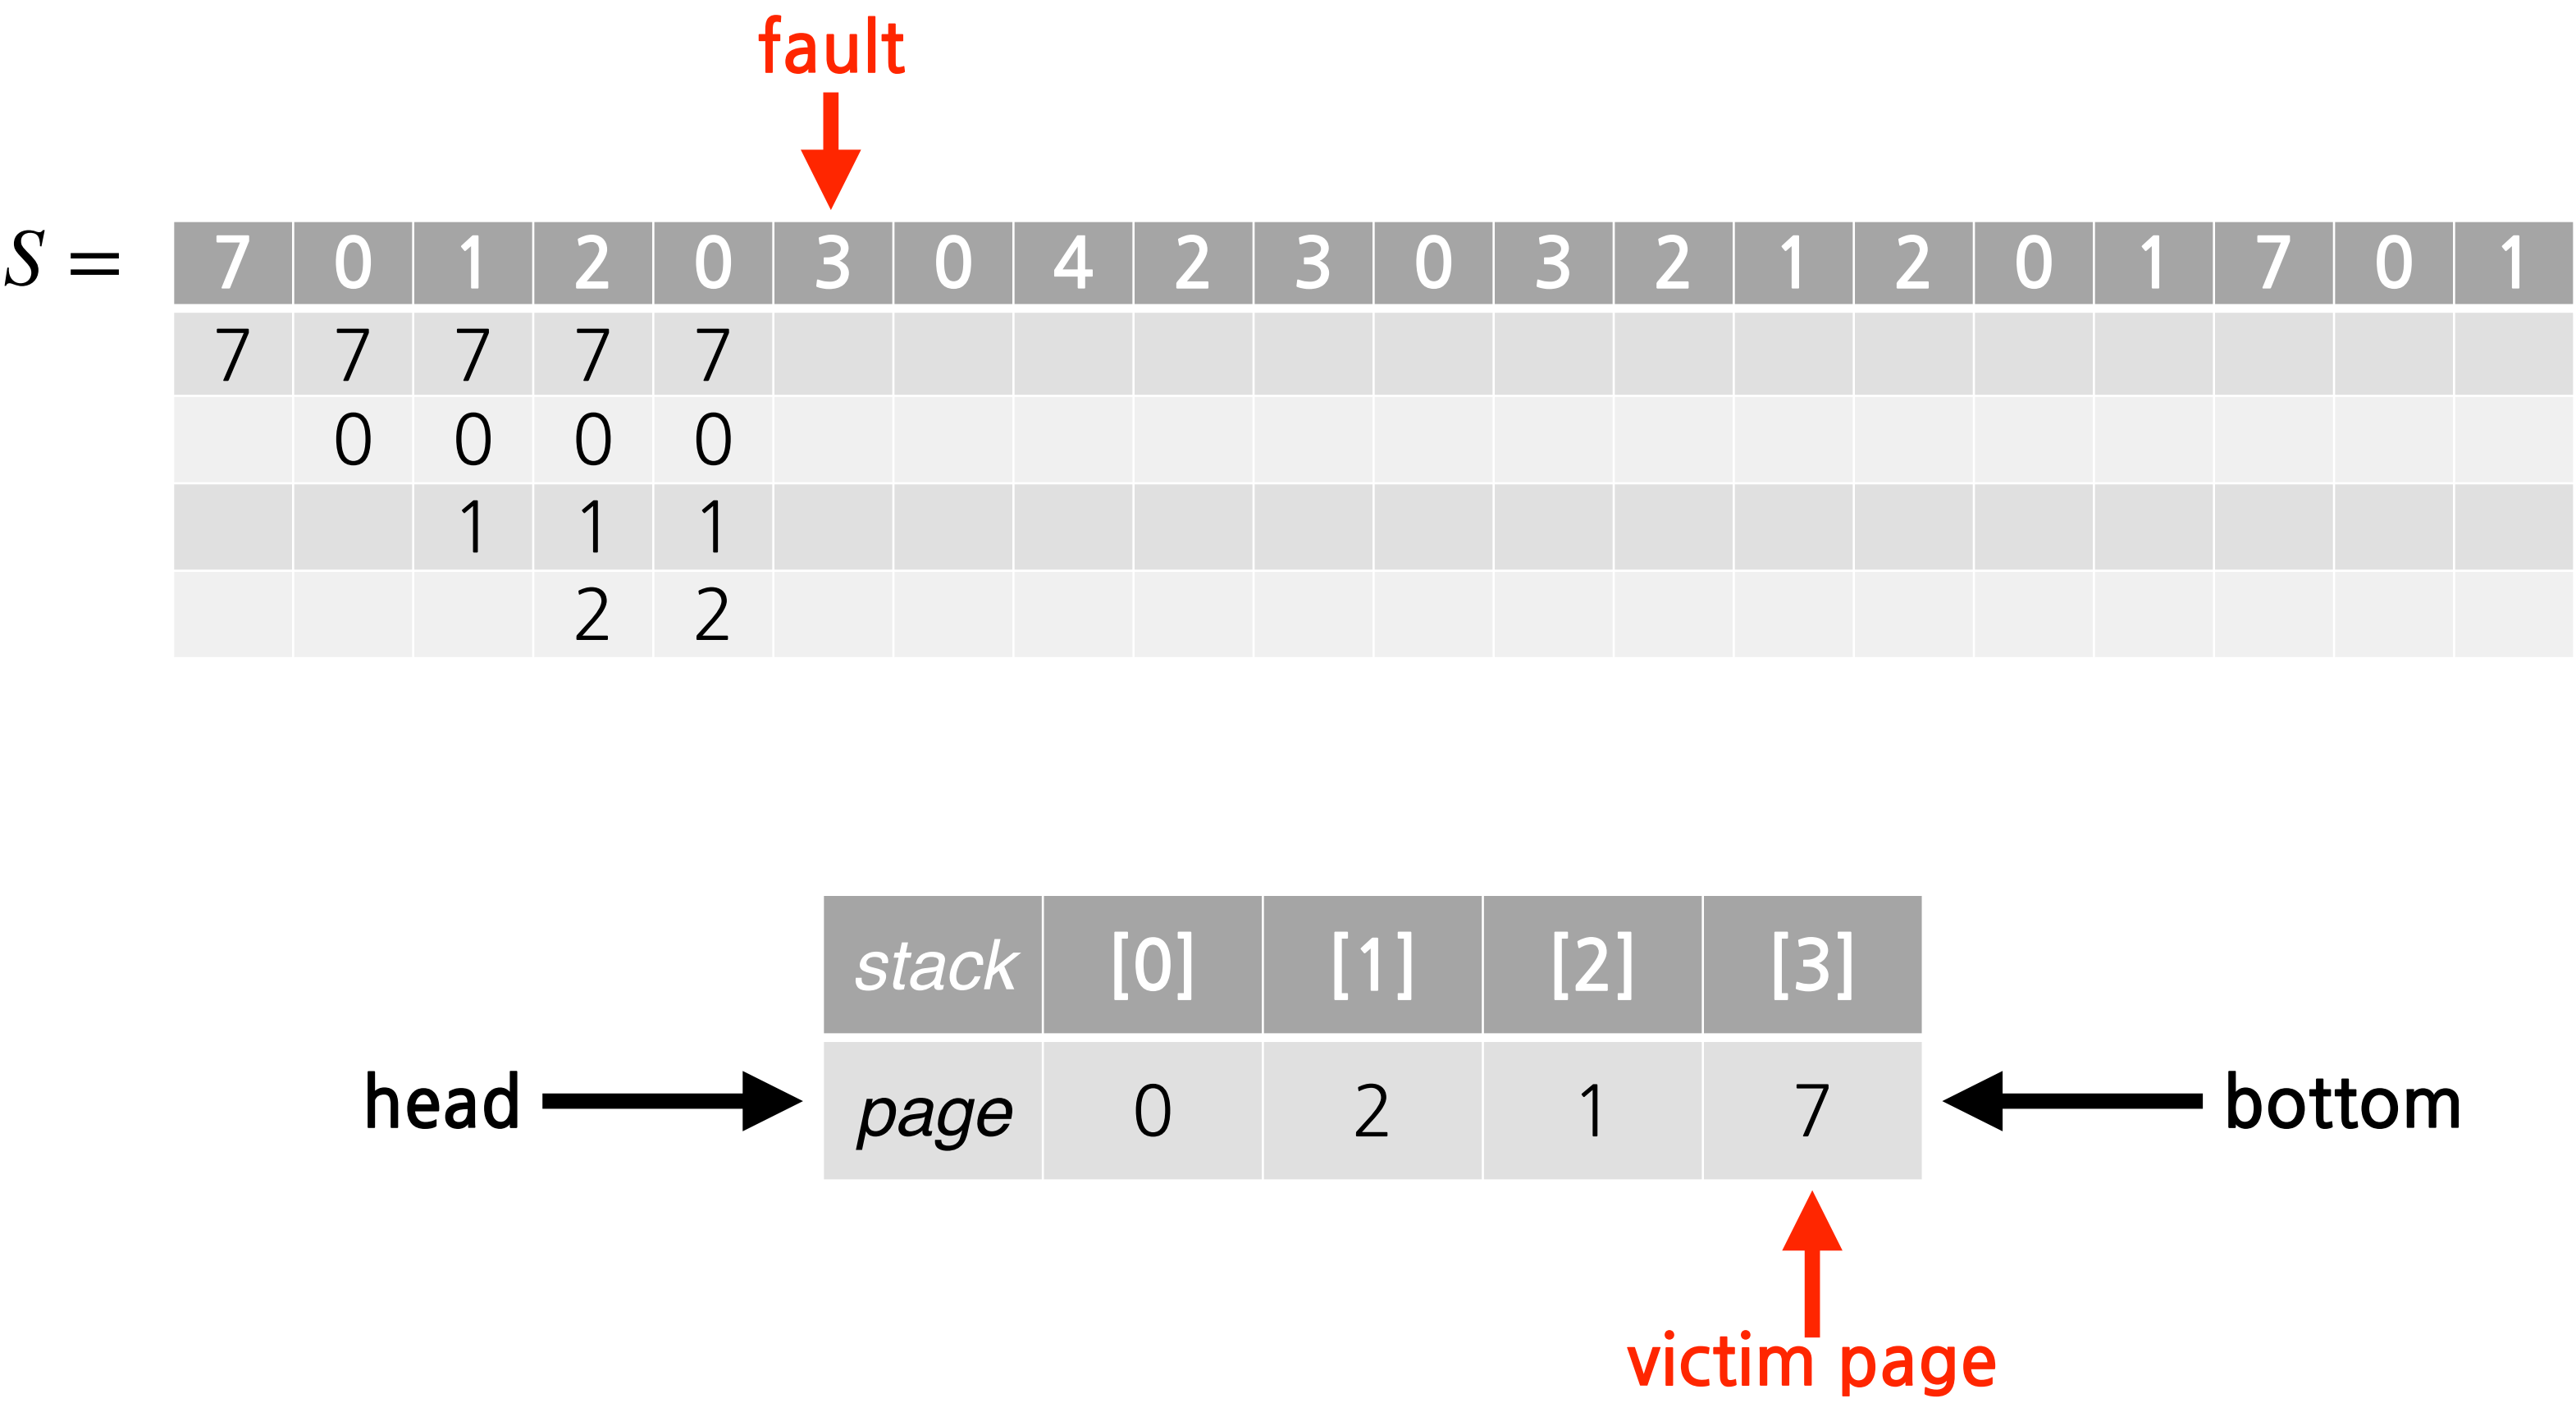 fault
S = 7 0 1 2 0 3 0 4 2 3 0 3 2 1 2 0 1 7 0 1
7 7 7 7 7
0 0 0 0
1 1 1
2 2
stack [0] [1] [2] [3]
head page 0 2 1 7 bottom
victim page